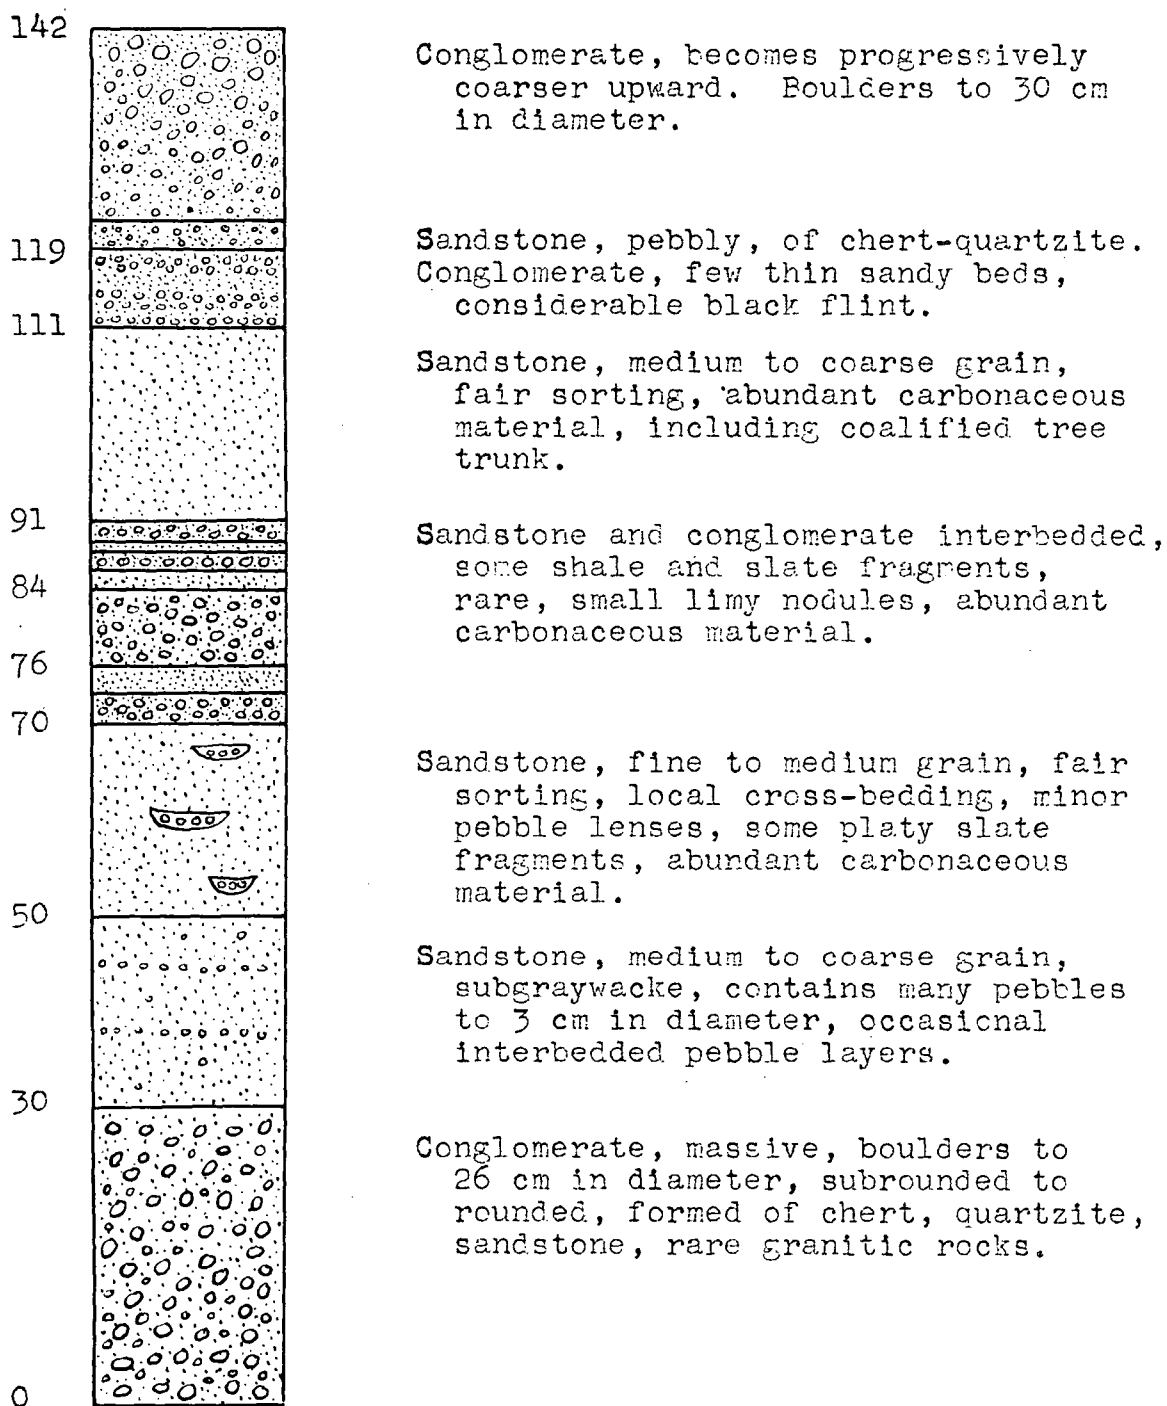 142
Conglomerate, becomes progressively
coarser upward. Boulders to 30 cm
in diameter.
119
Sandstone, pebbly, of chert-quartzite.
Conglomerate, few thin sandy beds,
considerable black flint.
111
Sandstone, medium to coarse grain,
fair sorting, abundant carbonaceous
material, including coalified tree
trunk.
91
Sandstone and conglomerate interbedded,
some shale and slate fragments,
rare, small limy nodules, abundant
carbonaceous material.
84
76
70
Sandstone, fine to medium grain, fair
sorting, local cross-bedding, minor
pebble lenses, some platy slate
fragments, abundant carbonaceous
material.
50
Sandstone, medium to coarse grain,
subgraywacke, contains many pebbles
to 3 cm in diameter, occasional
interbedded pebble layers.
30
Conglomerate, massive, boulders to
26 cm in diameter, subrounded to
rounded, formed of chert, quartzite,
sandstone, rare granitic rocks.
0